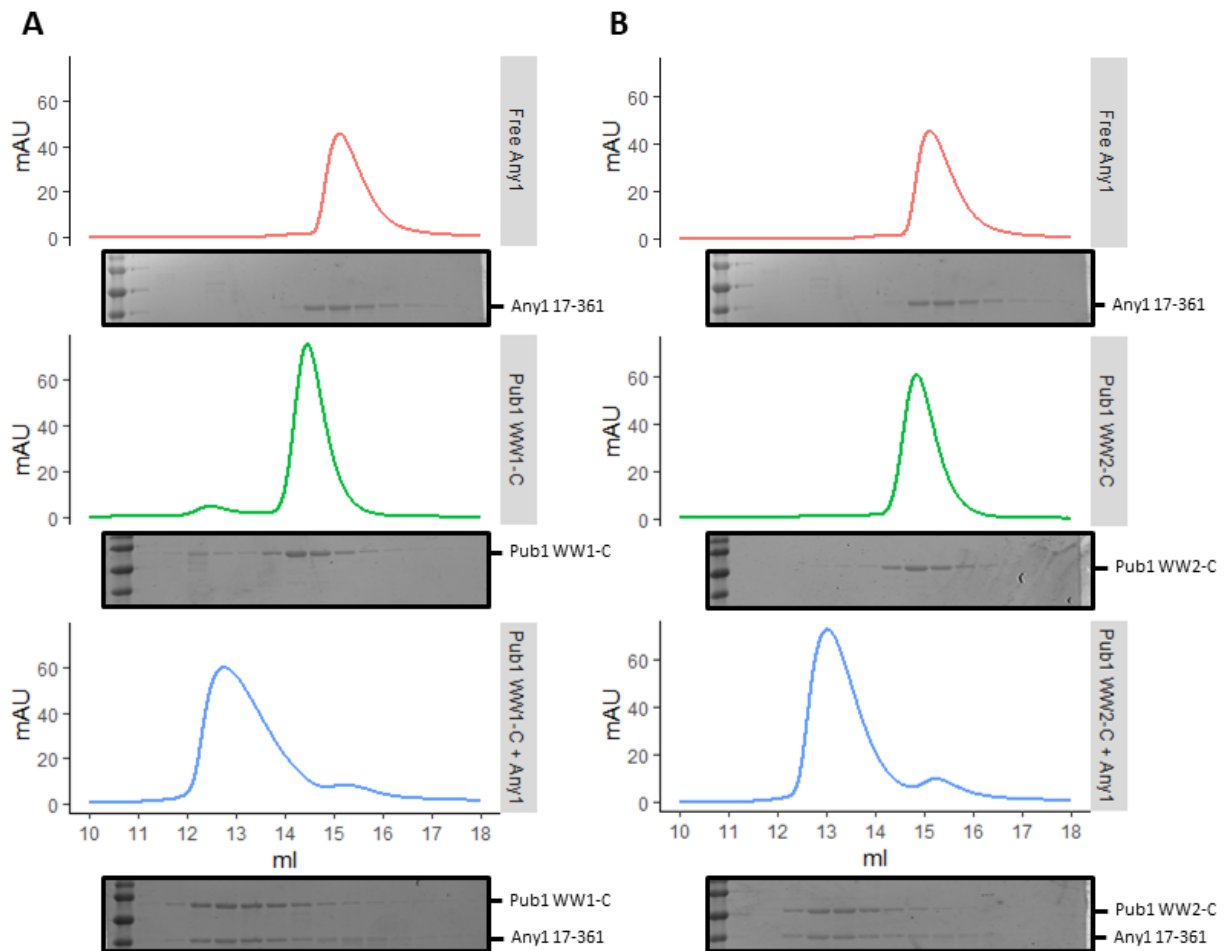 A
60
40
20
0
mAU
Free Any1
Any1 17-361
60
40
20
0
mAU
Pub1 WW1-C
Pub1 WW1-C
60
40
20
0
mAU
Pub1 WW1-C + Any1
10 11 12 13 14 15 16 17 18
ml
Pub1 WW1-C
Any1 17-361
B
60
40
20
0
mAU
Free Any1
Any1 17-361
60
40
20
0
mAU
Pub1 WW2-C
Pub1 WW2-C
60
40
20
0
mAU
Pub1 WW2-C + Any1
10 11 12 13 14 15 16 17 18
ml
Pub1 WW2-C
Any1 17-361